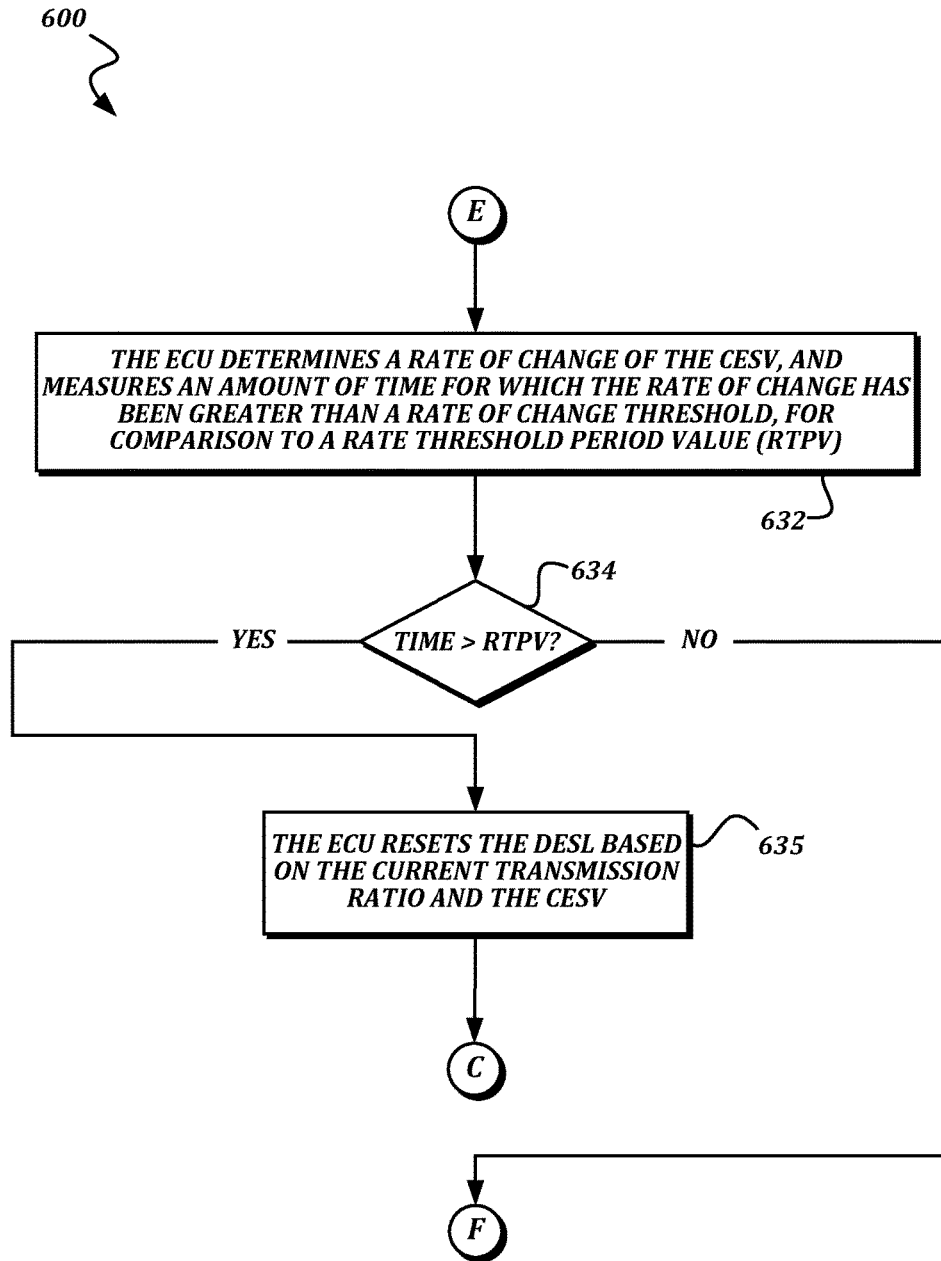 600
E
THE ECU DETERMINES A RATE OF CHANGE OF THE CESV, AND
MEASURES AN AMOUNT OF TIME FOR WHICH THE RATE OF CHANGE HAS
BEEN GREATER THAN A RATE OF CHANGE THRESHOLD, FOR
COMPARISON TO A RATE THRESHOLD PERIOD VALUE (RTPV)
632
634
YES
TIME > RTPV?
NO
THE ECU RESETS THE DESL BASED
ON THE CURRENT TRANSMISSION
RATIO AND THE CESV
635
C
F